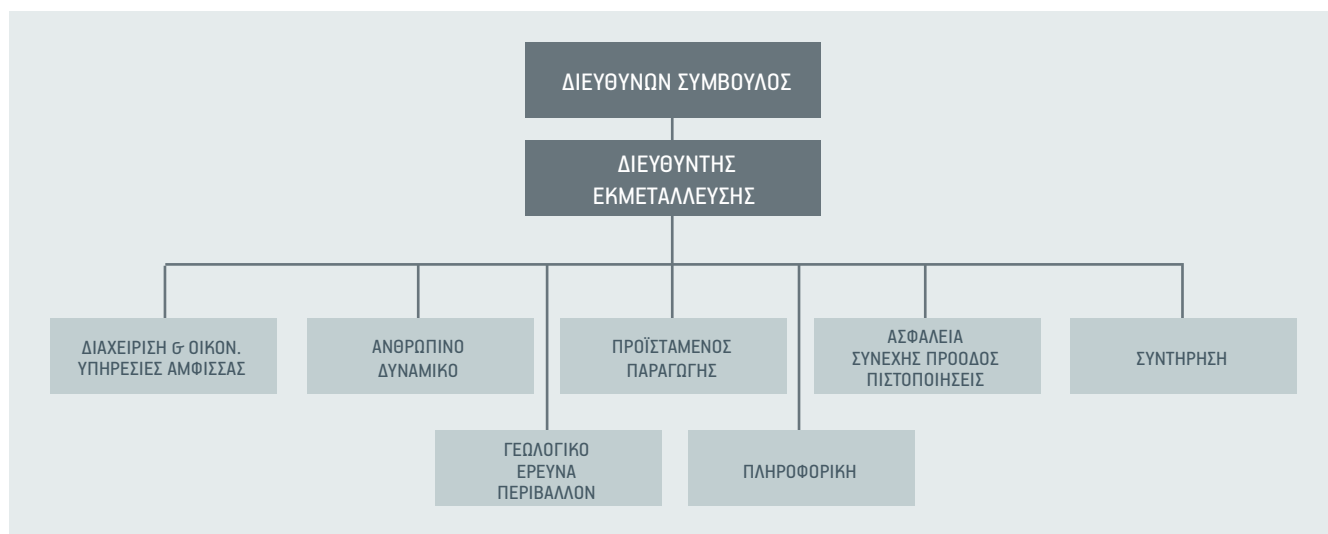 ΔΙΕΥΘΥΝΩΝ ΣΥΜΒΟΥΛΟΣ
ΔΙΕΥΘΥΝΤΗΣ
ΕΚΜΕΤΑΛΛΕΥΣΗΣ
ΔΙΑΧΕΙΡΙΣΗ & ΟΙΚΟΝ.
ΥΠΗΡΕΣΙΕΣ ΑΜΦΙΣΣΑΣ
ΑΝΘΡΩΠΙΝΟ
ΔΥΝΑΜΙΚΟ
ΠΡΟΪΣΤΑΜΕΝΟΣ
ΠΑΡΑΓΩΓΗΣ
ΑΣΦΑΛΕΙΑ
ΣΥΝΕΧΗΣ ΠΡΟΟΔΟΣ
ΠΙΣΤΟΠΟΙΗΣΕΙΣ
ΣΥΝΤΗΡΗΣΗ
ΓΕΩΛΟΓΙΚΟ
ΕΡΕΥΝΑ
ΠΕΡΙΒΑΛΛΟΝ
ΠΛΗΡΟΦΟΡΙΚΗ